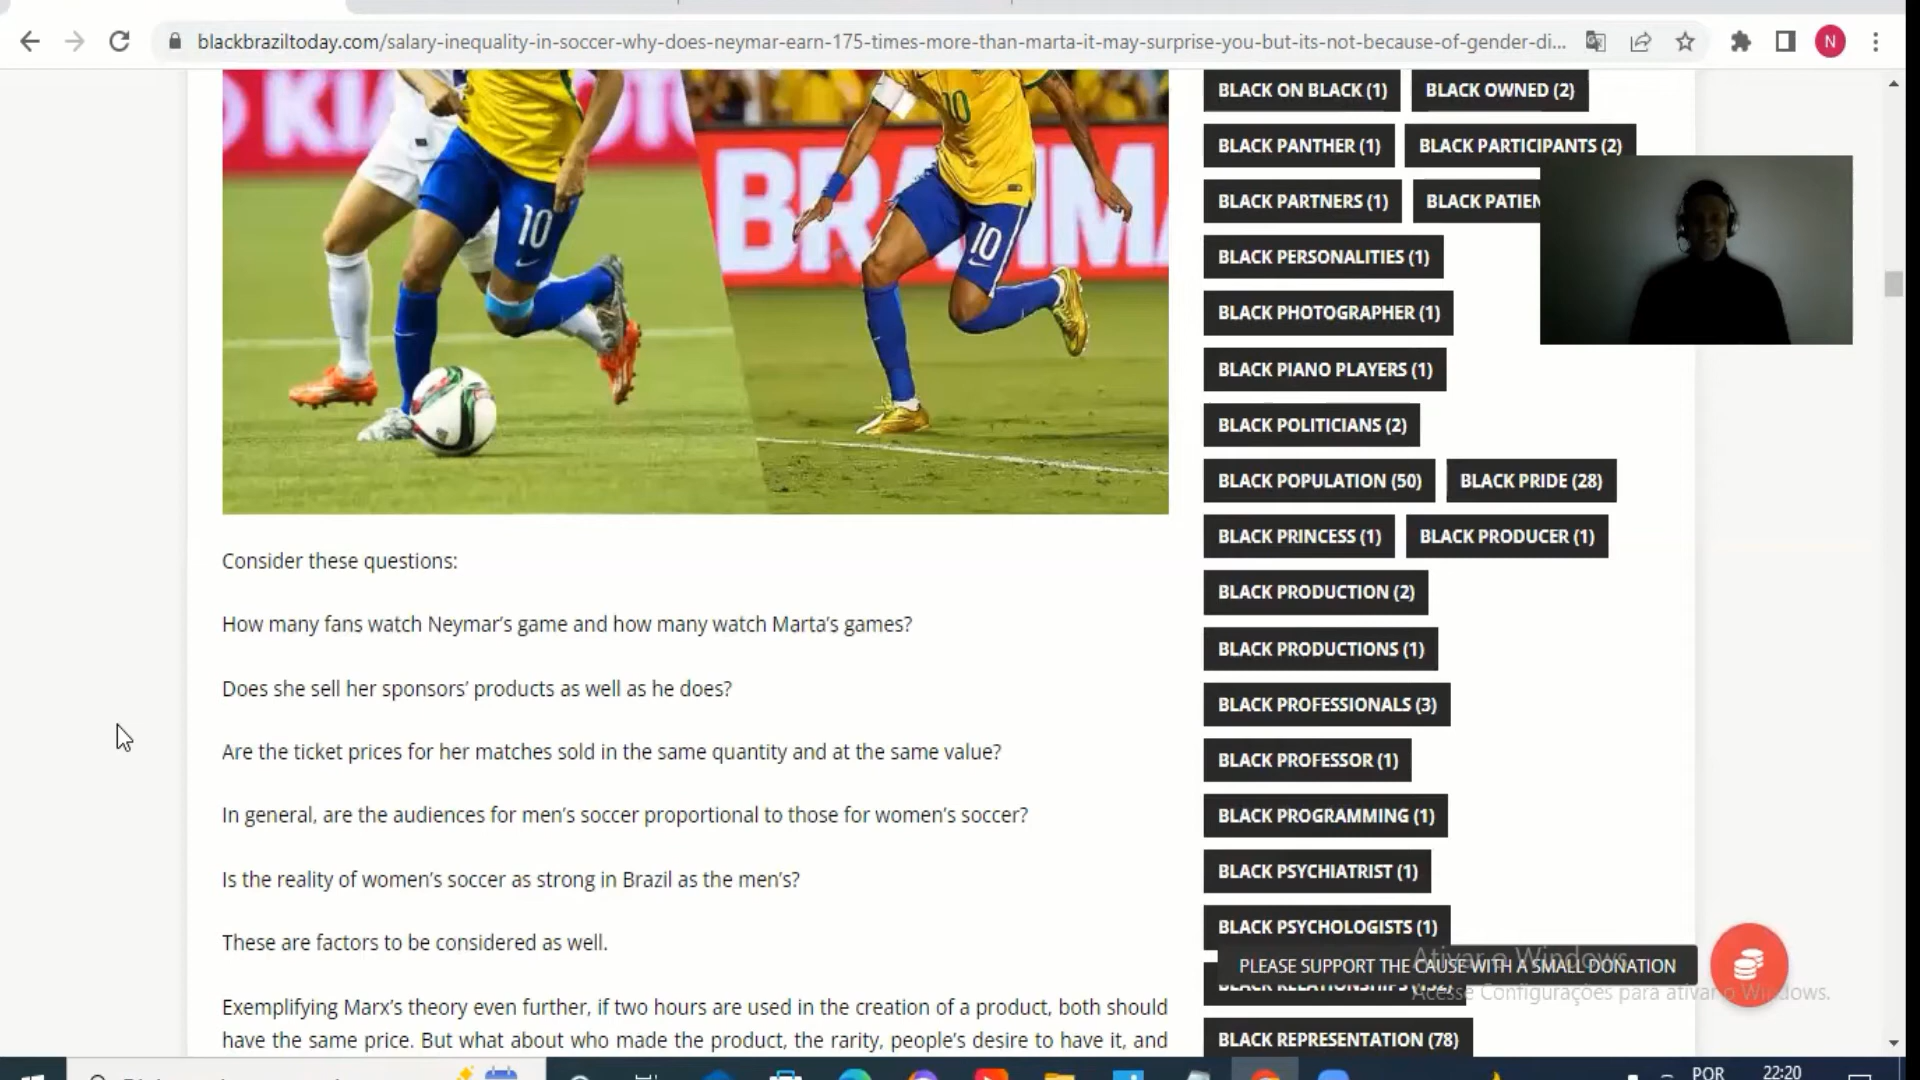 blackbraziltoday.com/salary-inequality-in-soccer-why-does-neymar-earn-175-times-more-than-marta-it-may-surprise-you-but-its-not-because-of-gender-di...
N
BLACK ON BLACK (1)
BLACK OWNED (2)
BLACK PANTHER (1)
BLACK PARTICIPANTS (2)
BLACK PARTNERS (1)
BLACK PATIEN
BLACK PERSONALITIES (1)
BLACK PHOTOGRAPHER (1)
BLACK PIANO PLAYERS (1)
BLACK POLITICIANS (2)
BLACK POPULATION (50)
BLACK PRIDE (28)
BLACK PRINCESS (1)
BLACK PRODUCER (1)
BLACK PRODUCTION (2)
BLACK PRODUCTIONS (1)
BLACK PROFESSIONALS (3)
BLACK PROFESSOR (1)
BLACK PROGRAMMING (1)
BLACK PSYCHIATRIST (1)
BLACK PSYCHOLOGISTS (1)
PLEASE SUPPORT THE CAUSE WITH A SMALL DONATION
BLACK REPRESENTATION (78)
10
10
10
Consider these questions:
How many fans watch Neymar's game and how many watch Marta's games?
Does she sell her sponsors' products as well as he does?
Are the ticket prices for her matches sold in the same quantity and at the same value?
In general, are the audiences for men's soccer proportional to those for women's soccer?
Is the reality of women's soccer as strong in Brazil as the men's?
These are factors to be considered as well.
Exemplifying Marx's theory even further, if two hours are used in the creation of a product, both should
have the same price. But what about who made the product, the rarity, people's desire to have it, and
Ativar o Windows
Acesse Configurações para ativar o Windows.
POR
22:20